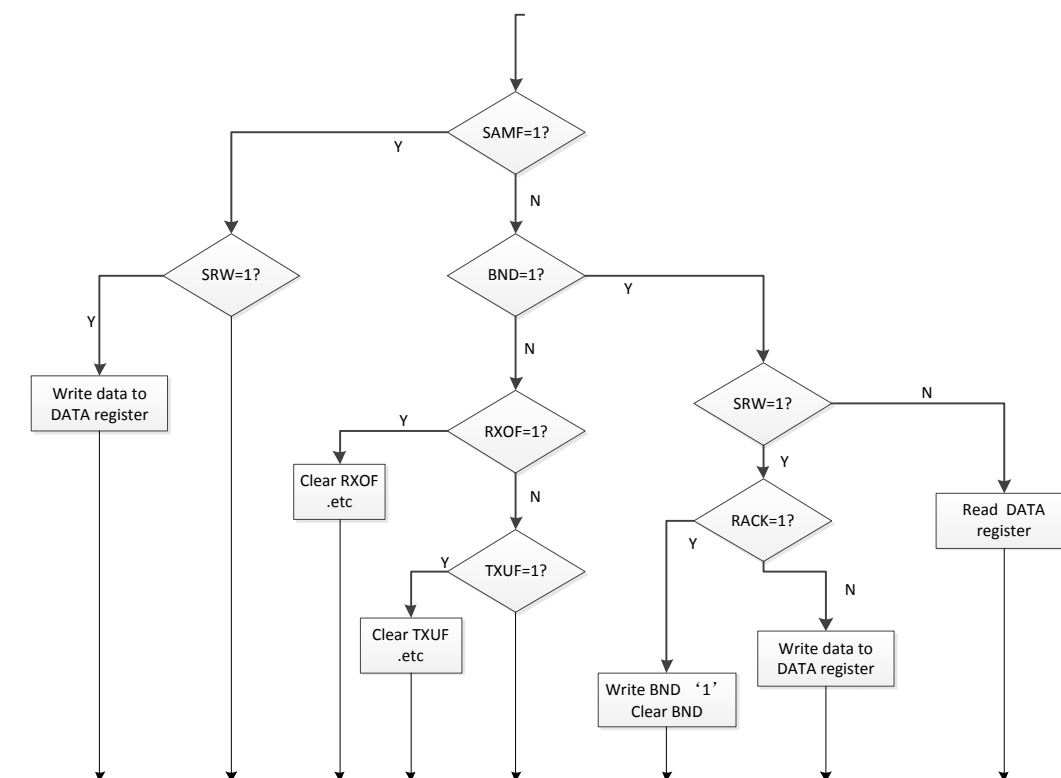 SAMF=1?
Y
N
SRW=1?
BND=1?
Y
Y
N
Write data to
DATA register
SRW=1?
N
Y
RXOF=1?
Y
Clear RXOF
.etc
N
RACK=1?
Read DATA
register
Y
Y
TXUF=1?
N
Clear TXUF
.etc
Write data to
DATA register
Write BND ‘1’
Clear BND